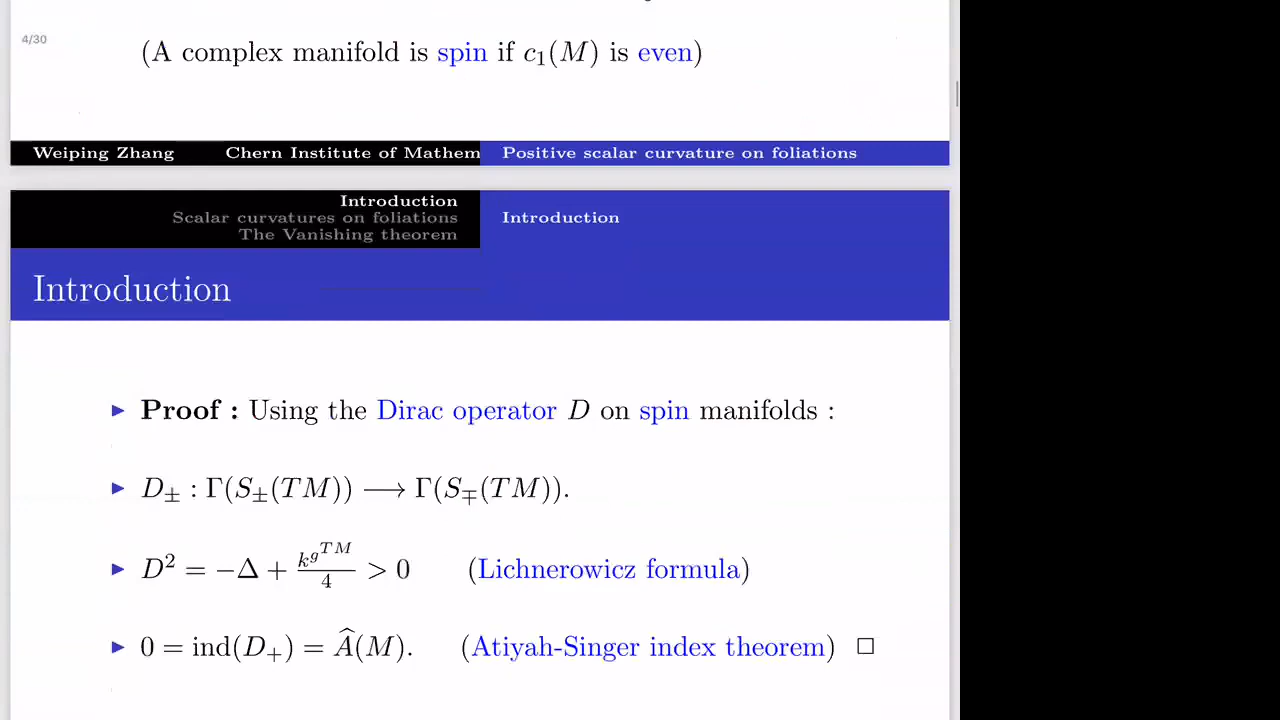 4/30
(A complex manifold is spin if c₁(M) is even)
Weiping Zhang Chern Institute of Mathem Positive scalar curvature on foliations
Introduction
Scalar curvatures on foliations Introduction
The Vanishing theorem
Introduction
▶ Proof : Using the Dirac operator D on spin manifolds :
▶ D± : Γ(S±(TM)) ⟶ Γ(S∓(TM)).
▶ D² = −Δ + k^{g^{TM}}/4 > 0 (Lichnerowicz formula)
▶ 0 = ind(D₊) = Â(M). (Atiyah-Singer index theorem) □